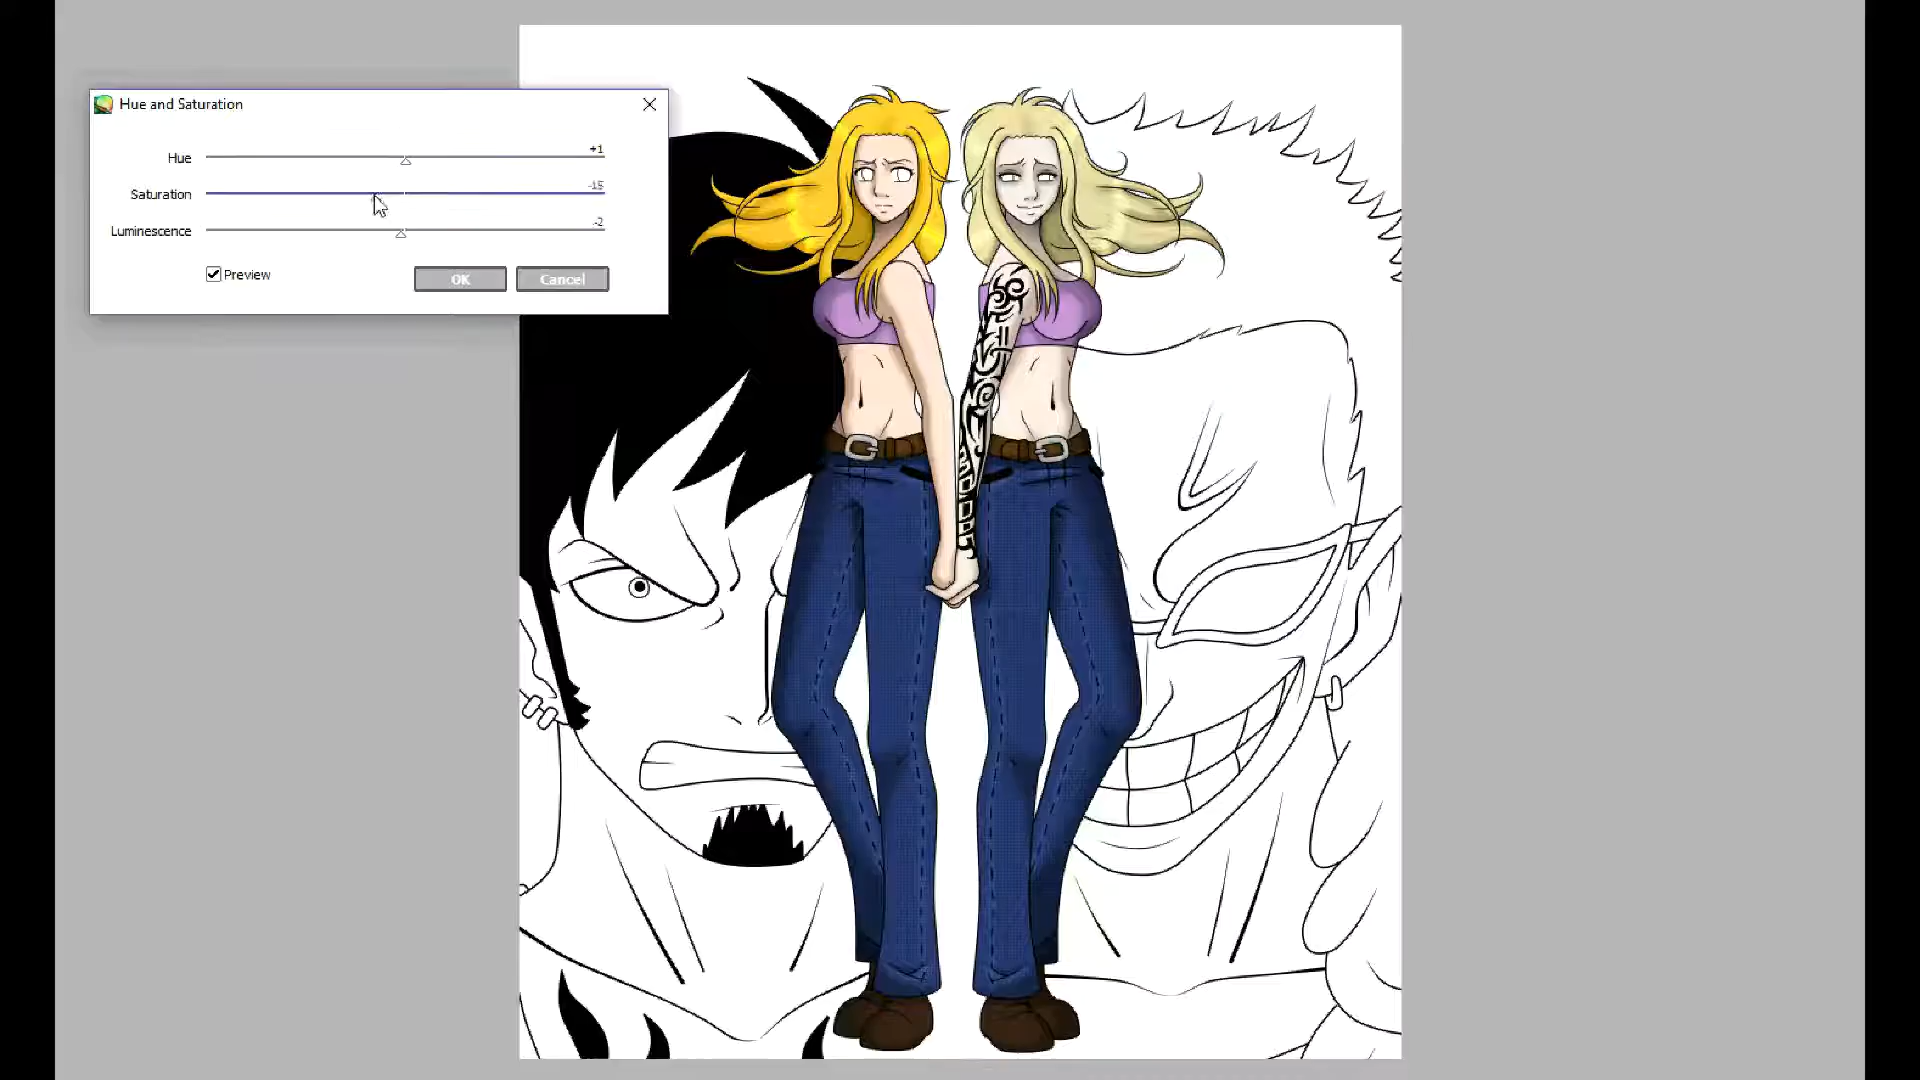 Hue and Saturation
Hue +1
Saturation -15
Luminescence -2
Preview OK Cancel